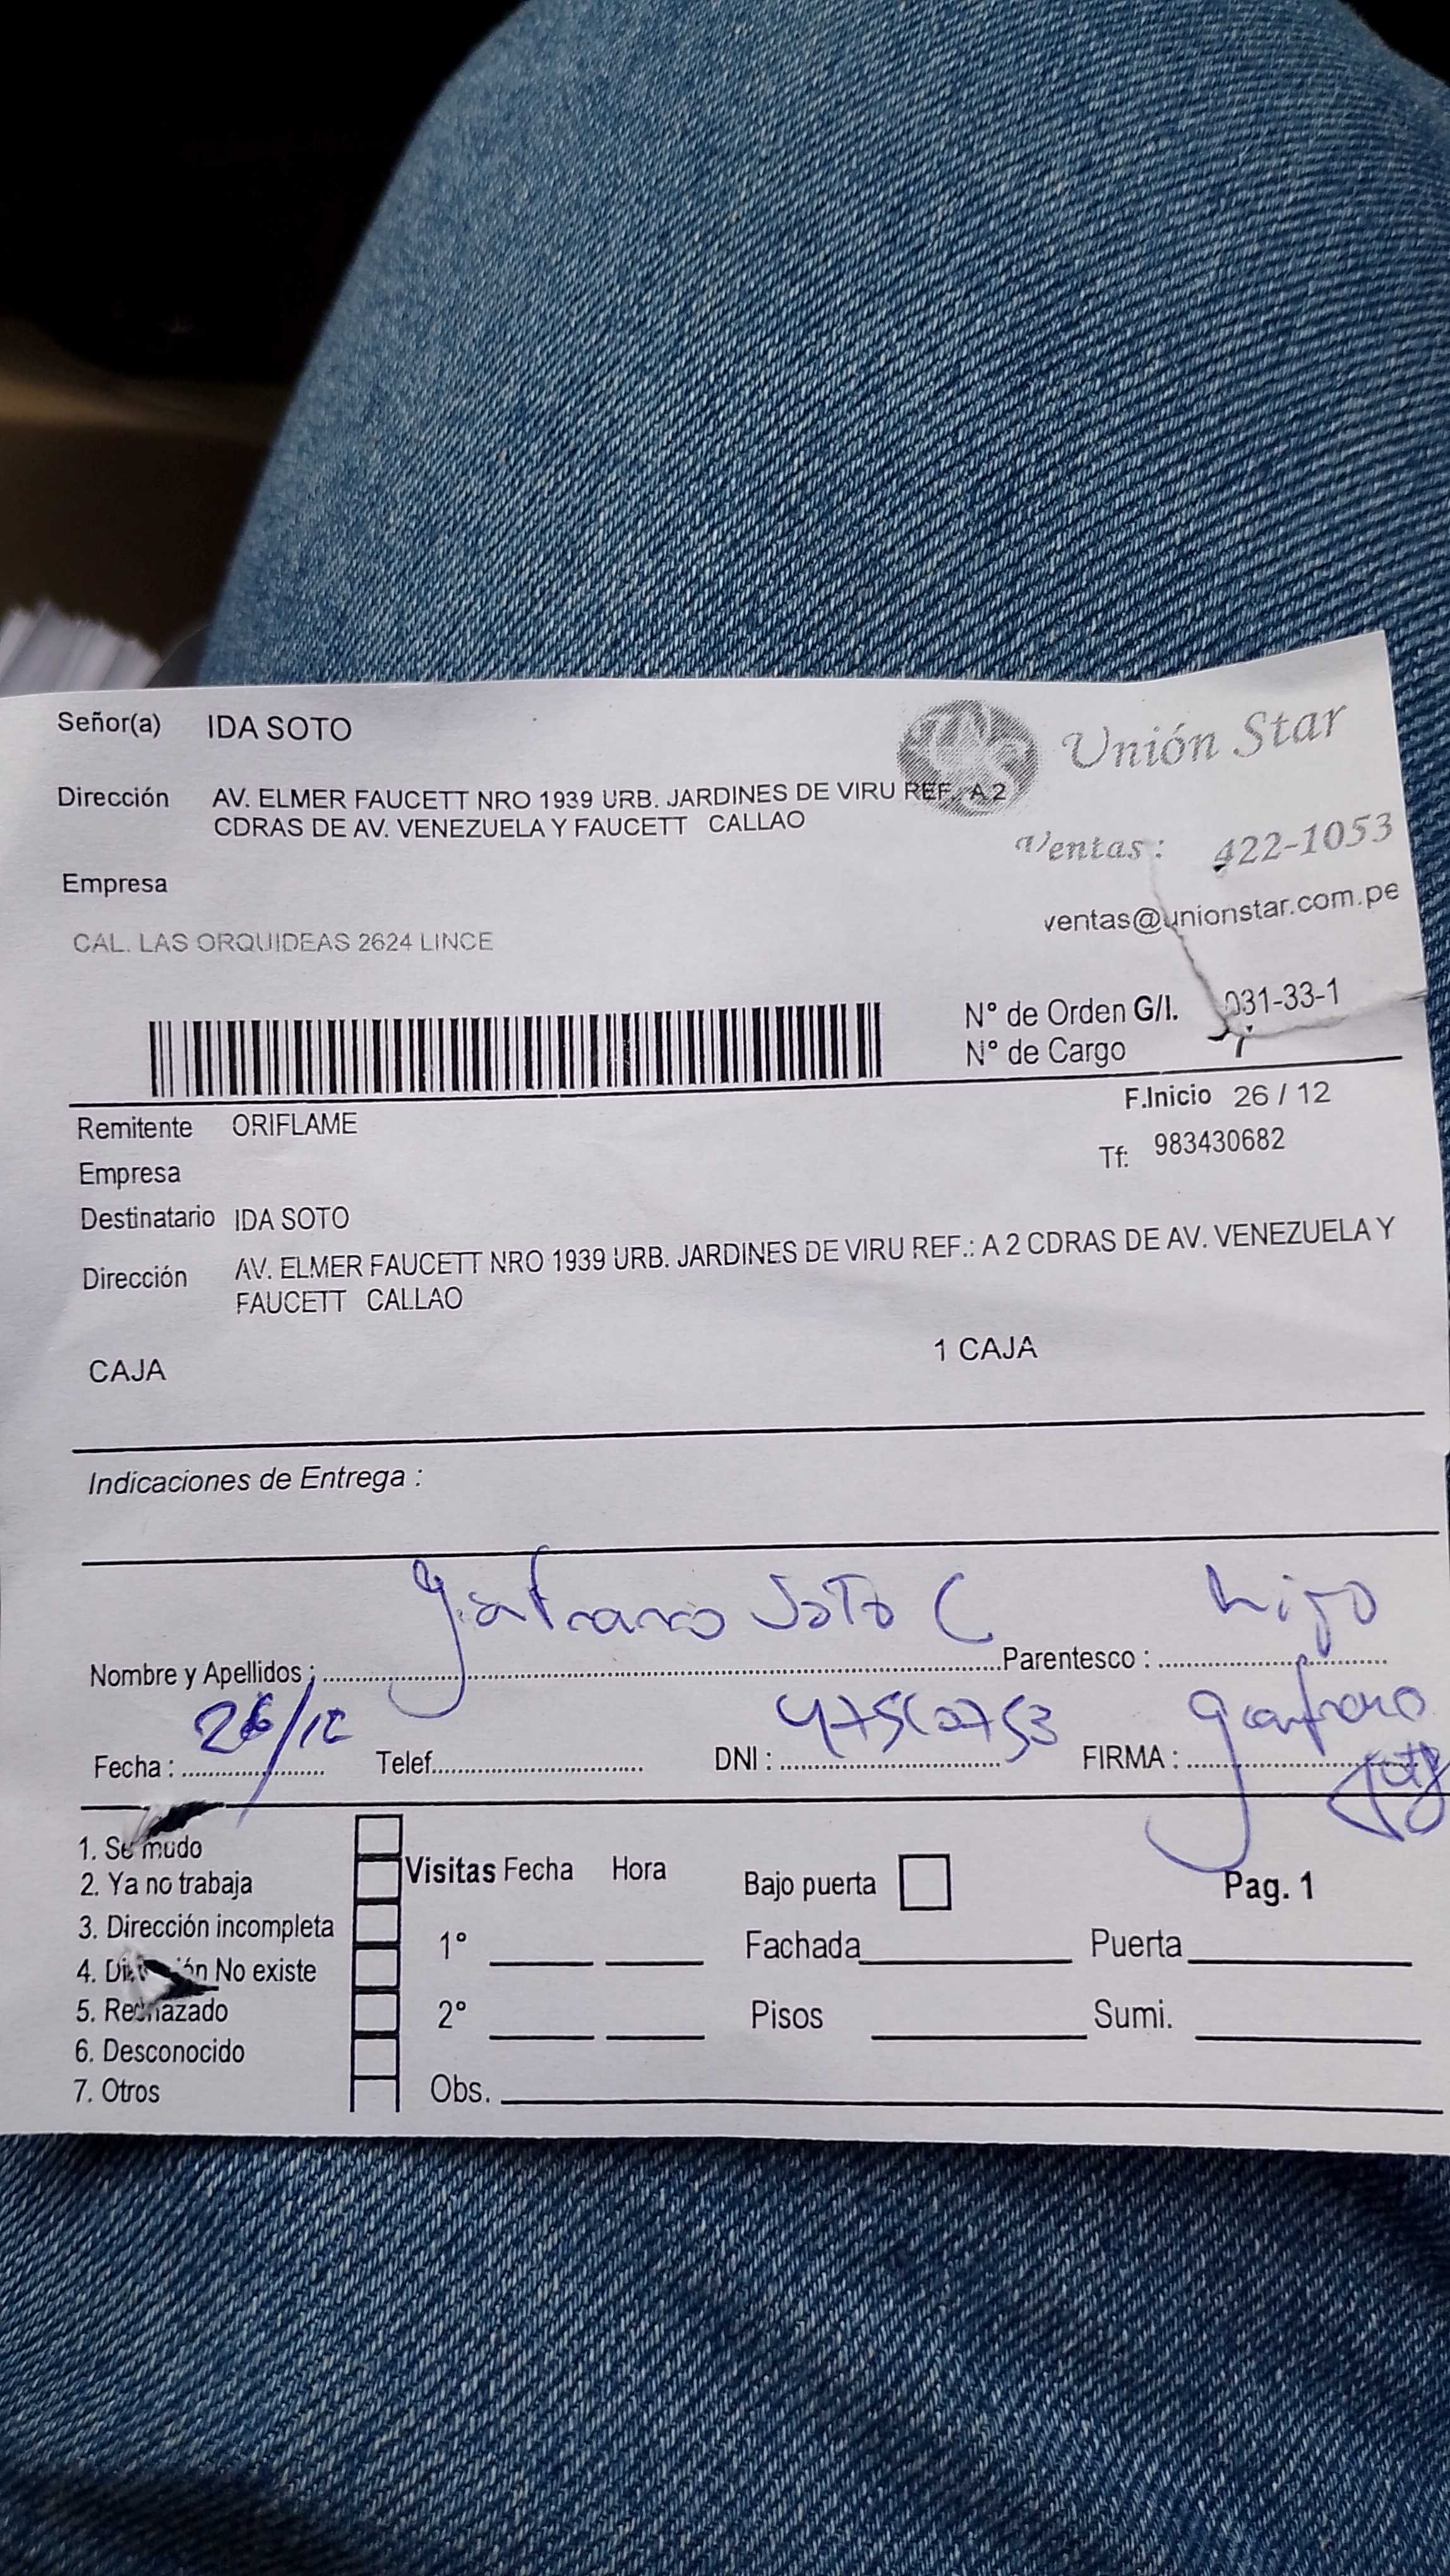 Señor(a) IDA SOTO
Unión Star
Dirección AV. ELMER FAUCETT NRO 1939 URB. JARDINES DE VIRU REF. A 2
CDRAS DE AV. VENEZUELA Y FAUCETT CALLAO
Ventas : 422-1053
Empresa
ventas@unionstar.com.pe
CAL. LAS ORQUIDEAS 2624 LINCE
N° de Orden G/I. 031-33-1
N° de Cargo
F.Inicio 26 / 12
Remitente ORIFLAME
Tf: 983430682
Empresa
Destinatario IDA SOTO
Dirección AV. ELMER FAUCETT NRO 1939 URB. JARDINES DE VIRU REF.: A 2 CDRAS DE AV. VENEZUELA Y
FAUCETT CALLAO
CAJA 1 CAJA
Indicaciones de Entrega :
Nombre y Apellidos : Gianfranco Soto C Parentesco : hijo
Fecha : 26/12 Telef. DNI : FIRMA :
1. Se mudo
2. Ya no trabaja
3. Dirección incompleta
4. Dirección No existe
5. Rechazado
6. Desconocido
7. Otros
Visitas Fecha Hora Bajo puerta Pag. 1
1° Fachada Puerta
2° Pisos Sumi.
Obs.